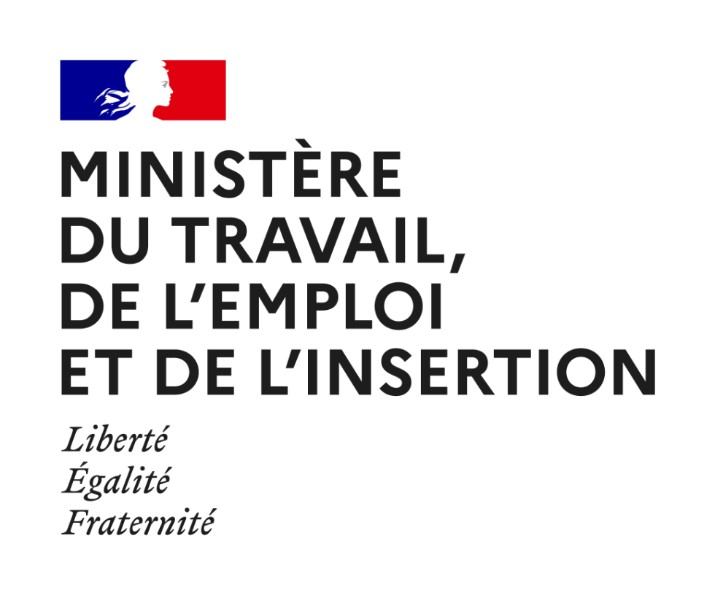 MINISTÈRE
DU TRAVAIL,
DE L’EMPLOI
ET DE L’INSERTION
Liberté
Égalité
Fraternité